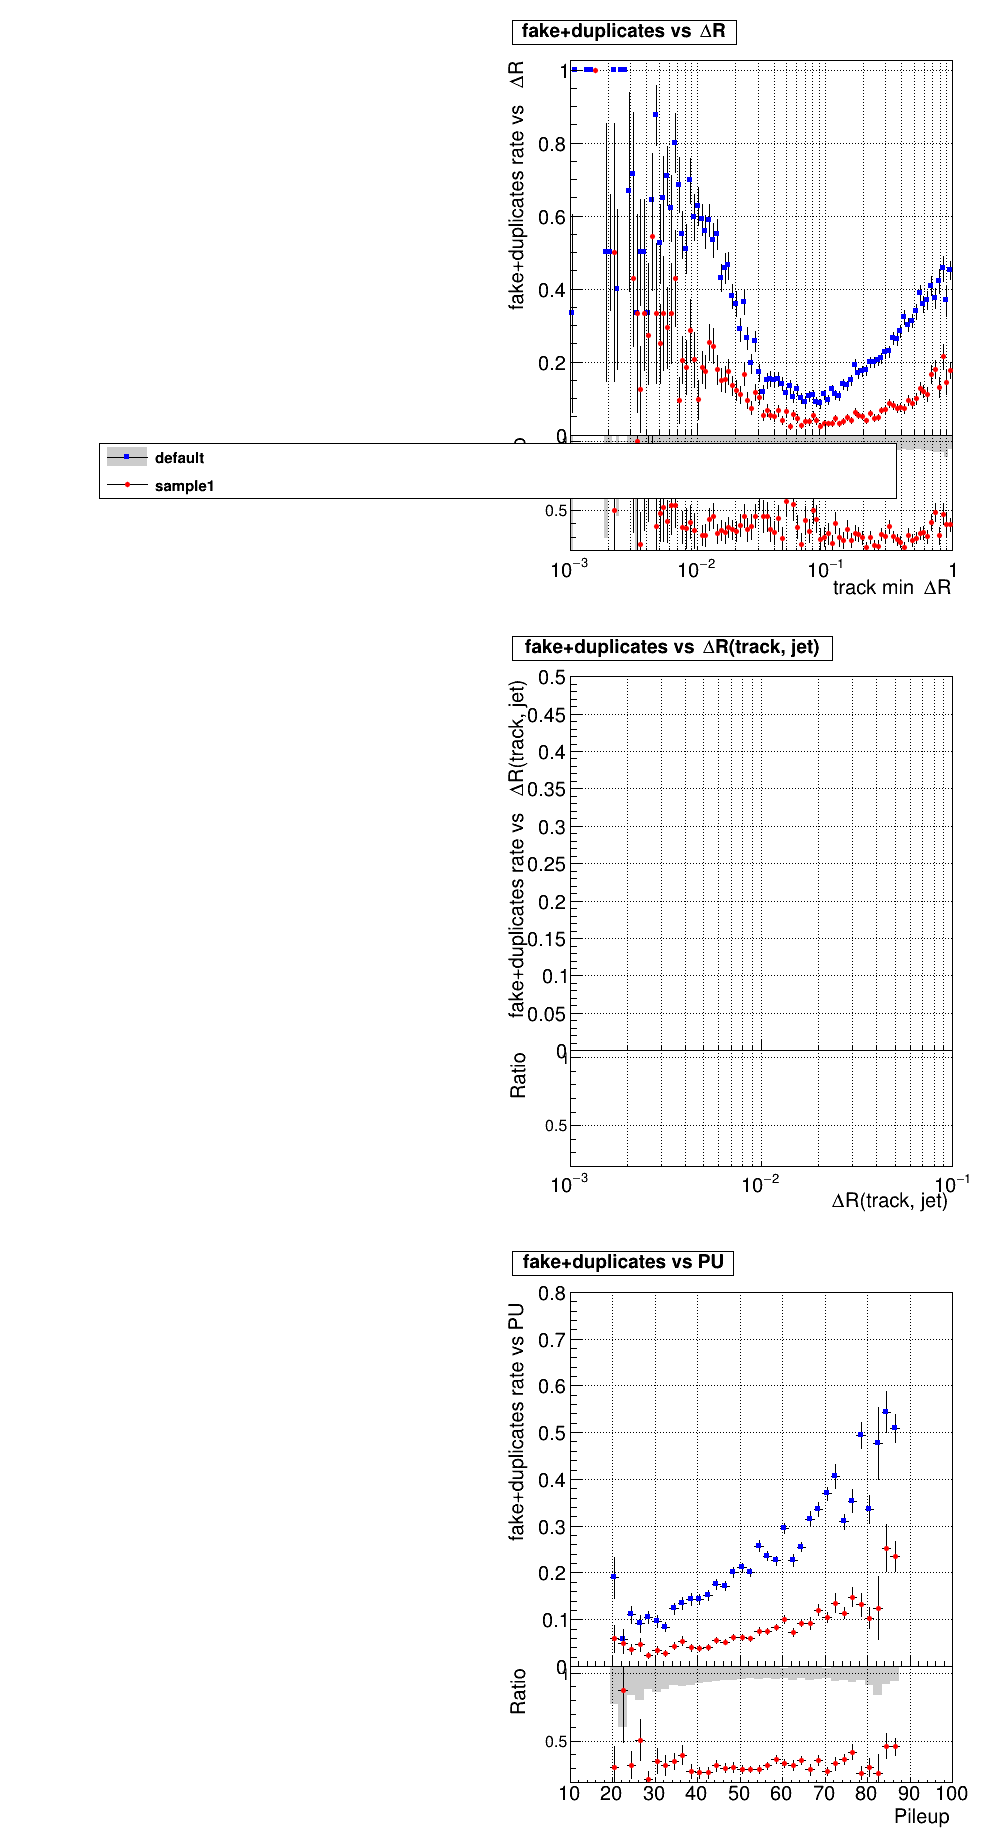 fake+duplicates vs ΔR
fake+duplicates rate vs ΔR
1
0.8
0.6
0.4
0.2
0
default
sample1
0.5
10⁻³ 10⁻² 10⁻¹ 1
track min ΔR
fake+duplicates vs ΔR(track, jet)
fake+duplicates rate vs ΔR(track, jet)
0.5
0.45
0.4
0.35
0.3
0.25
0.2
0.15
0.1
0.05
0
Ratio
1
0.5
10⁻³ 10⁻² 10⁻¹
ΔR(track, jet)
fake+duplicates vs PU
fake+duplicates rate vs PU
0.8
0.7
0.6
0.5
0.4
0.3
0.2
0.1
0
Ratio
1
0.5
10 20 30 40 50 60 70 80 90 100
Pileup